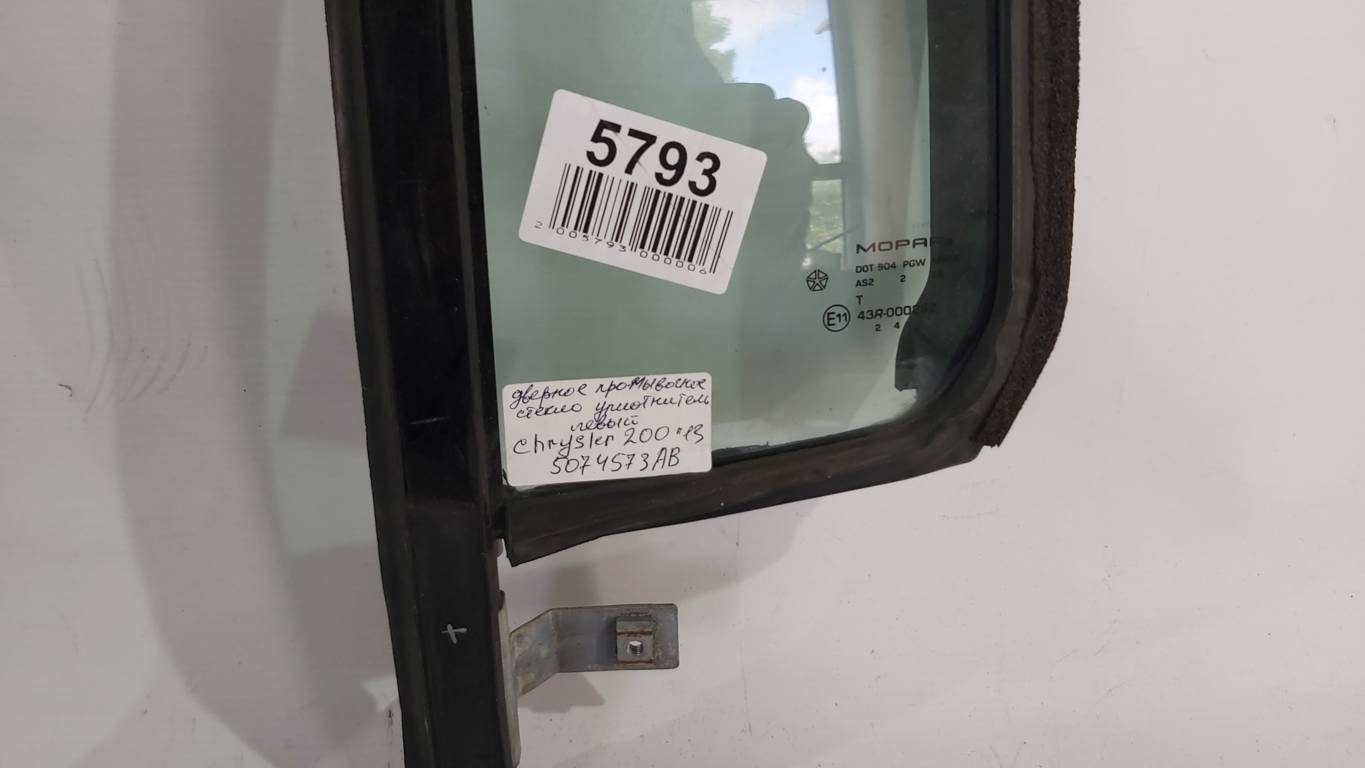 5793
2 005793 000006
MOPAR
DOT 904 PGW
AS2 2
T
E11 43R-000
2 4
дверное промывочное
стекло уплотнитель
левый
Chrysler 200 "13
5074573AB